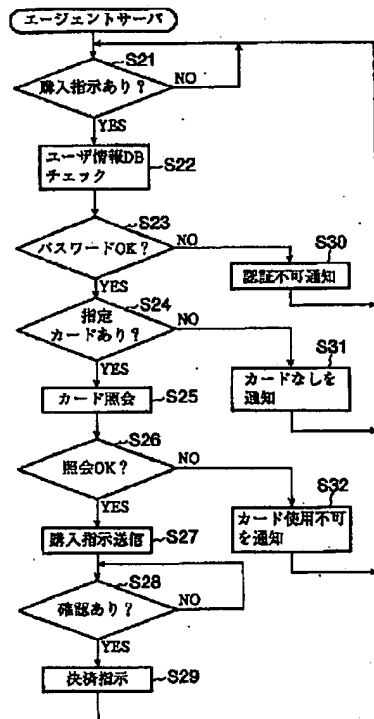 エージェントサーバ
S21
購入指示あり?
NO
YES
ユーザ情報DB
チェック
S22
S23
パスワードOK?
NO
YES
S30
認証不可通知
S24
指定
カードあり?
NO
YES
S31
カードなしを
通知
カード照会
S25
S26
照会OK?
NO
YES
S32
カード使用不可
を通知
購入指示送信
S27
S28
確認あり?
NO
YES
決済指示
S29